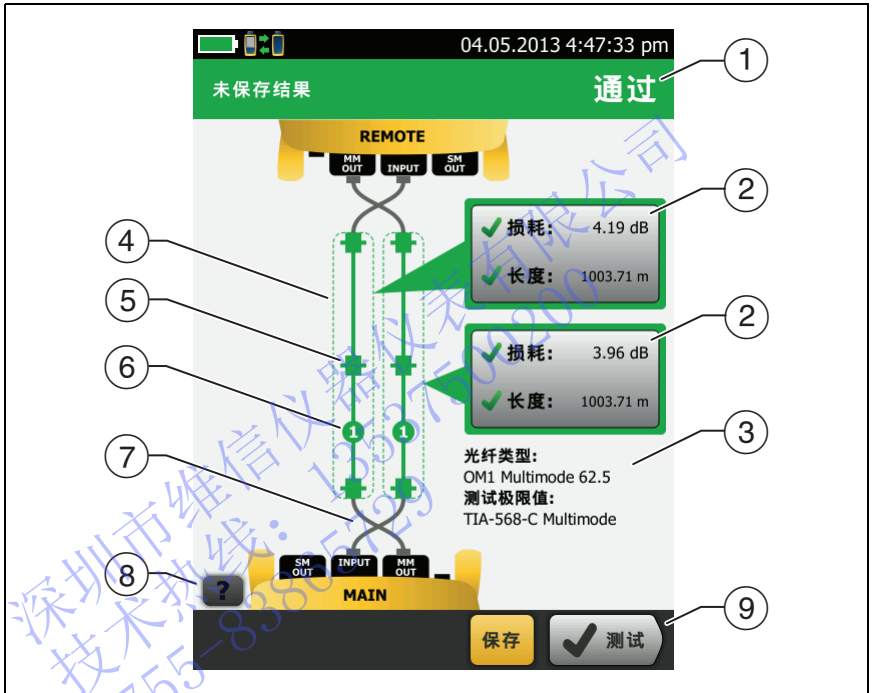 04.05.2013 4:47:33 pm
未保存结果
通过
1
REMOTE
MM OUT
INPUT
SM OUT
损耗: 4.19 dB
长度: 1003.71 m
2
4
5
6
7
损耗: 3.96 dB
长度: 1003.71 m
2
1
1
光纤类型:
OM1 Multimode 62.5
测试极限值:
TIA-568-C Multimode
3
SM OUT
INPUT
MM OUT
MAIN
?
8
保存
测试
9
深圳市维信仪器仪表有限公司
技术热线: 13537500200
755-83865729